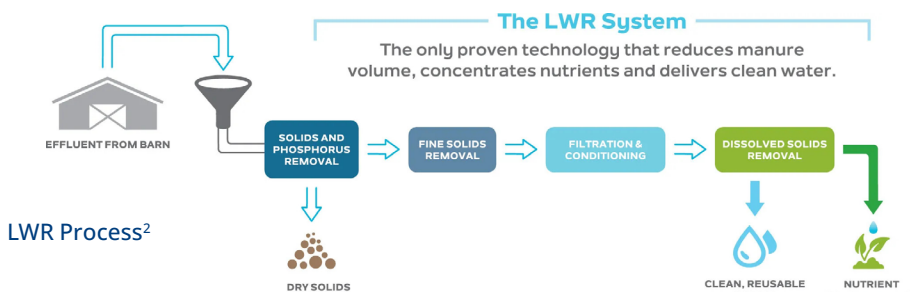 The LWR System
The only proven technology that reduces manure
volume, concentrates nutrients and delivers clean water.
EFFLUENT FROM BARN
SOLIDS AND
PHOSPHORUS
REMOVAL
FINE SOLIDS
REMOVAL
FILTRATION &
CONDITIONING
DISSOLVED SOLIDS
REMOVAL
LWR Process²
DRY SOLIDS
CLEAN, REUSABLE
NUTRIENT